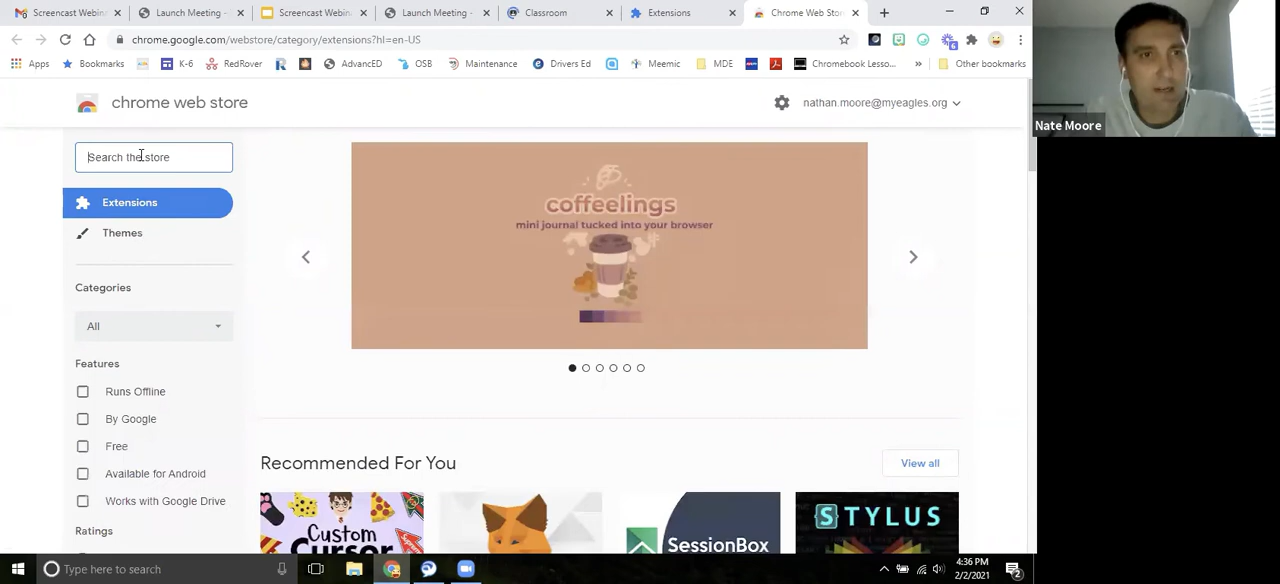 Screencast Webin
Launch Meeting -
Screencast Webin
Launch Meeting -
Classroom
Extensions
Chrome Web Stor
chrome.google.com/webstore/category/extensions?hl=en-US
Apps
Bookmarks
K-6
RedRover
AdvancED
OSB
Maintenance
Drivers Ed
Meemic
MDE
Chromebook Lesso...
Other bookmarks
chrome web store
nathan.moore@myeagles.org
Nate Moore
Search the store
Extensions
Themes
Categories
All
Features
Runs Offline
By Google
Free
Available for Android
Works with Google Drive
Ratings
coffeelings
mini journal tucked into your browser
Recommended For You
View all
Custom
Cursor
SessionBox
STYLUS
Type here to search
4:36 PM
2/2/2021